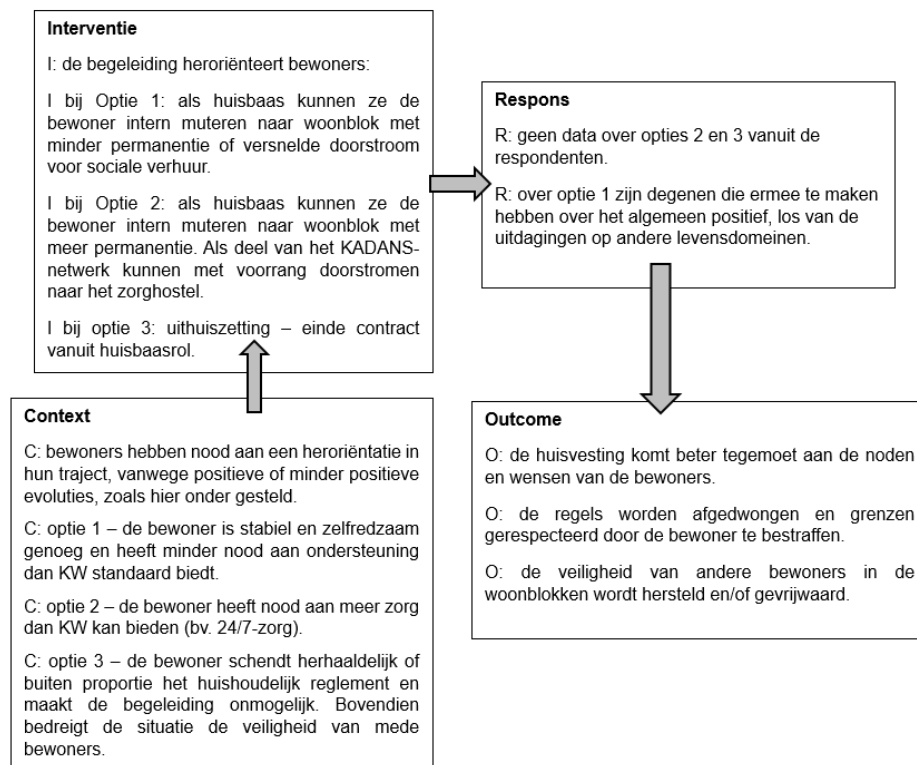 Interventie
I: de begeleiding heroriënteert bewoners:
I bij Optie 1: als huisbaas kunnen ze de
bewoner intern muteren naar woonblok met
minder permanentie of versnelde doorstroom
voor sociale verhuur.
I bij Optie 2: als huisbaas kunnen ze de
bewoner intern muteren naar woonblok met
meer permanentie. Als deel van het KADANS-
netwerk kunnen met voorrang doorstromen
naar het zorghostel.
I bij optie 3: uithuiszetting – einde contract
vanuit huisbaasrol.
Respons
R: geen data over opties 2 en 3 vanuit de
respondenten.
R: over optie 1 zijn degenen die ermee te maken
hebben over het algemeen positief, los van de
uitdagingen op andere levensdomeinen.
Context
C: bewoners hebben nood aan een heroriëntatie in
hun traject, vanwege positieve of minder positieve
evoluties, zoals hier onder gesteld.
C: optie 1 – de bewoner is stabiel en zelfredzaam
genoeg en heeft minder nood aan ondersteuning
dan KW standaard biedt.
C: optie 2 – de bewoner heeft nood aan meer zorg
dan KW kan bieden (bv. 24/7-zorg).
C: optie 3 – de bewoner schendt herhaaldelijk of
buiten proportie het huishoudelijk reglement en
maakt de begeleiding onmogelijk. Bovendien
bedreigt de situatie de veiligheid van mede
bewoners.
Outcome
O: de huisvesting komt beter tegemoet aan de noden
en wensen van de bewoners.
O: de regels worden afgedwongen en grenzen
gerespecteerd door de bewoner te bestraffen.
O: de veiligheid van andere bewoners in de
woonblokken wordt hersteld en/of gevrijwaard.